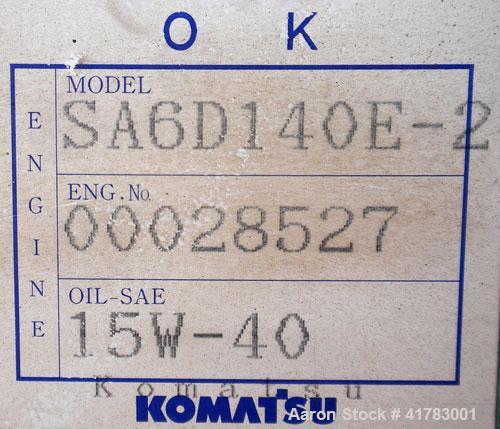 O K
ENGINE
MODEL
SA6D140E-2
ENG.No.
00028527
OIL-SAE
15W-40
Komatsu
KOMATSU
Aaron Stock # 41783001